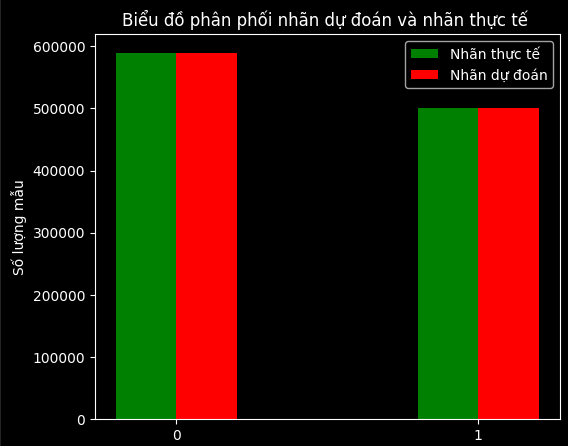 Biểu đồ phân phối nhãn dự đoán và nhãn thực tế
Nhãn thực tế
Nhãn dự đoán
Số lượng mẫu
600000
500000
400000
300000
200000
100000
0
0
1